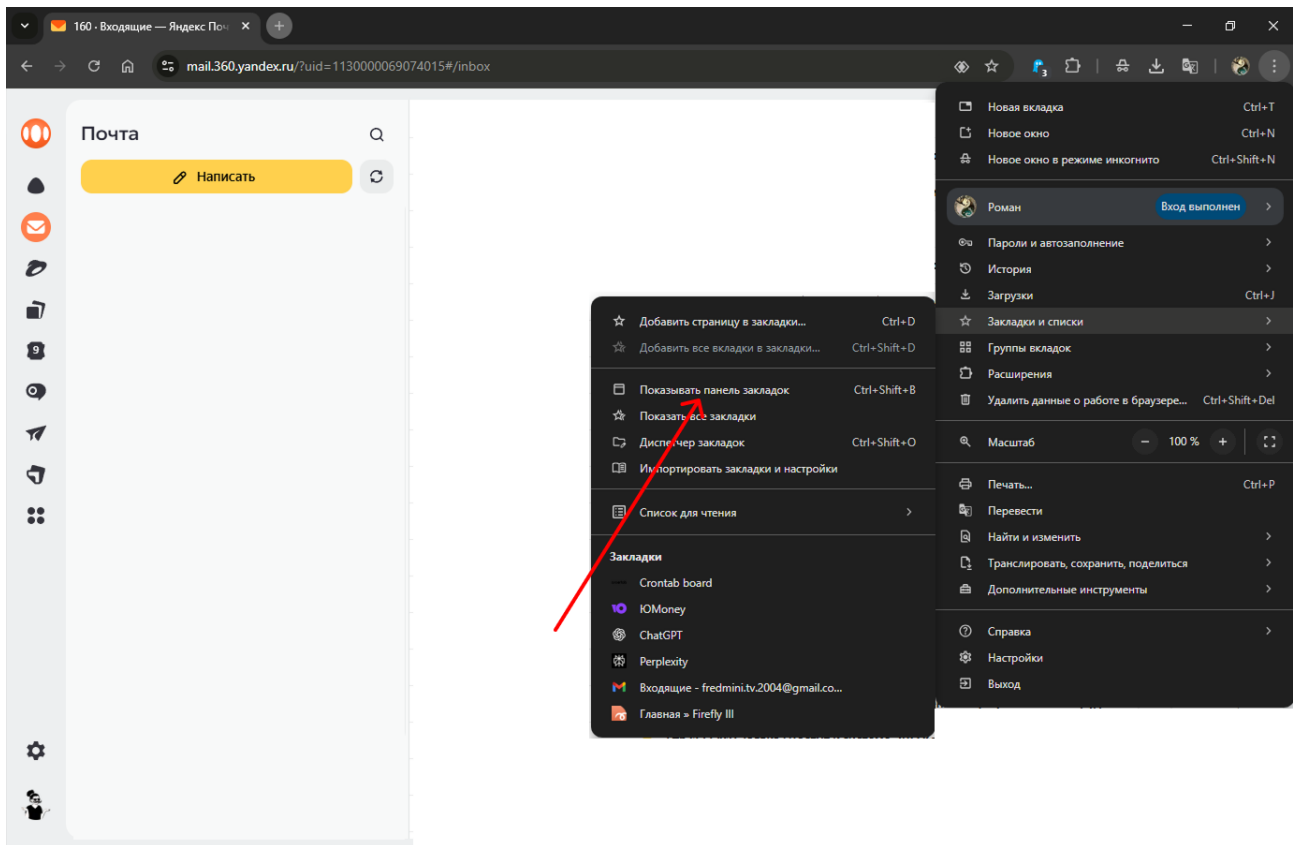 160 · Входящие — Яндекс Поч
mail.360.yandex.ru/?uid=1130000069074015#/inbox
3
Почта
Написать
9
Новая вкладка Ctrl+T
Новое окно Ctrl+N
Новое окно в режиме инкогнито Ctrl+Shift+N
Роман Вход выполнен
Пароли и автозаполнение
История
Загрузки Ctrl+J
Закладки и списки
Группы вкладок
Расширения
Удалить данные о работе в браузере... Ctrl+Shift+Del
Масштаб − 100 % +
Печать... Ctrl+P
Перевести
Найти и изменить
Транслировать, сохранить, поделиться
Дополнительные инструменты
Справка
Настройки
Выход
Добавить страницу в закладки... Ctrl+D
Добавить все вкладки в закладки... Ctrl+Shift+D
Показывать панель закладок Ctrl+Shift+B
Показать все закладки
Диспетчер закладок Ctrl+Shift+O
Импортировать закладки и настройки
Список для чтения
Закладки
Crontab board
ЮMoney
ChatGPT
Perplexity
Входящие - fredmini.tv.2004@gmail.co...
Главная » Firefly III